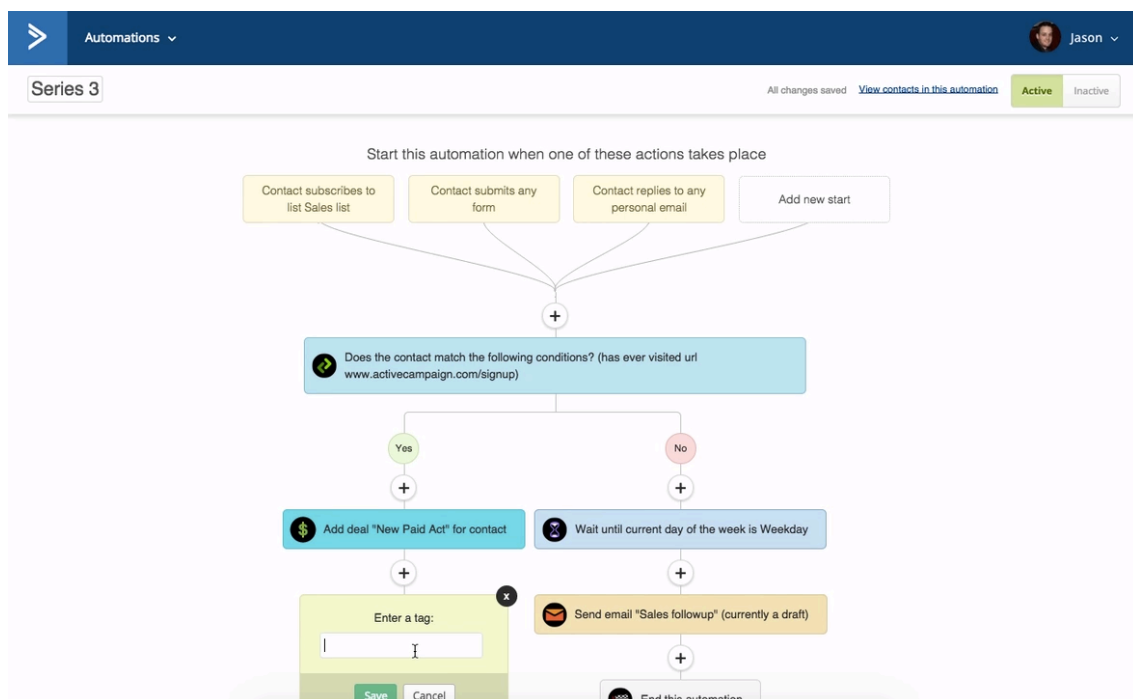 Automations
Jason
Series 3
All changes saved View contacts in this automation Active Inactive
Start this automation when one of these actions takes place
Contact subscribes to
list Sales list
Contact submits any
form
Contact replies to any
personal email
Add new start
Does the contact match the following conditions? (has ever visited url
www.activecampaign.com/signup)
Yes
No
Add deal "New Paid Act" for contact
Wait until current day of the week is Weekday
x
Enter a tag:
Send email "Sales followup" (currently a draft)
Save Cancel
End this automation